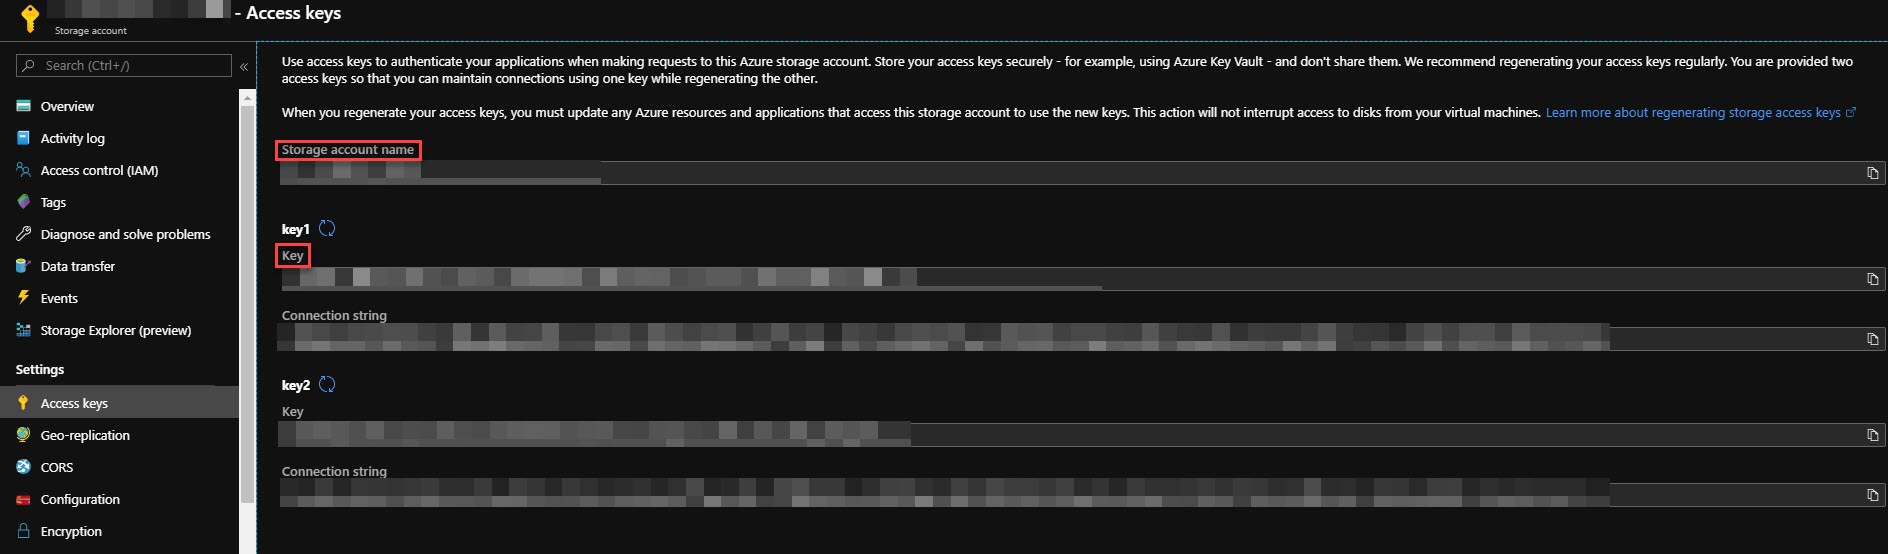 - Access keys
Storage account
Search (Ctrl+/)
«
Overview
Activity log
Access control (IAM)
Tags
Diagnose and solve problems
Data transfer
Events
Storage Explorer (preview)
Settings
Access keys
Geo-replication
CORS
Configuration
Encryption
Use access keys to authenticate your applications when making requests to this Azure storage account. Store your access keys securely - for example, using Azure Key Vault - and don't share them. We recommend regenerating your access keys regularly. You are provided two
access keys so that you can maintain connections using one key while regenerating the other.
When you regenerate your access keys, you must update any Azure resources and applications that access this storage account to use the new keys. This action will not interrupt access to disks from your virtual machines. Learn more about regenerating storage access keys
Storage account name
key1
Key
Connection string
key2
Key
Connection string